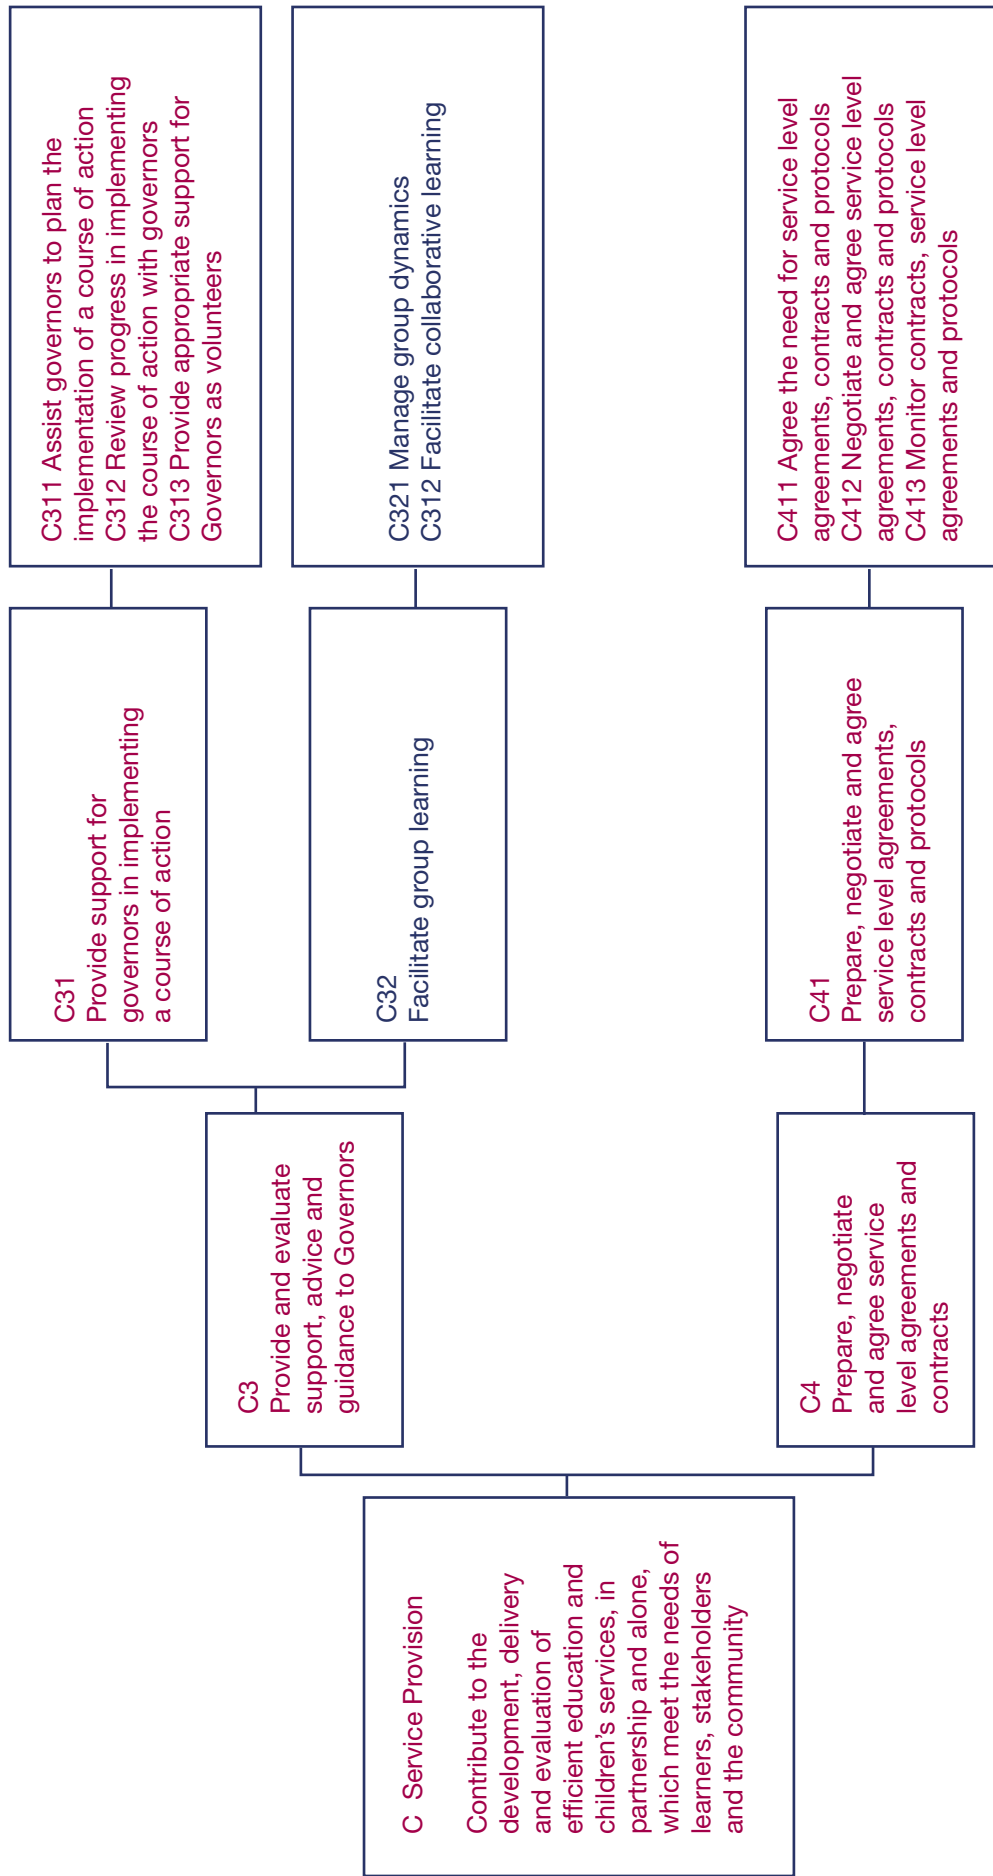 C  Service Provision
Contribute to the
development, delivery
and evaluation of
efficient education and
children’s services, in
partnership and alone,
which meet the needs of
learners, stakeholders
and the community
C3
Provide and evaluate
support, advice and
guidance to Governors
C31
Provide support for
governors in implementing
a course of action
C311 Assist governors to plan the
implementation of a course of action
C312 Review progress in implementing
the course of action with governors
C313 Provide appropriate support for
Governors as volunteers
C32
Facilitate group learning
C321 Manage group dynamics
C312 Facilitate collaborative learning
C4
Prepare, negotiate
and agree service
level agreements and
contracts
C41
Prepare, negotiate and agree
service level agreements,
contracts and protocols
C411 Agree the need for service level
agreements, contracts and protocols
C412 Negotiate and agree service level
agreements, contracts and protocols
C413 Monitor contracts, service level
agreements and protocols